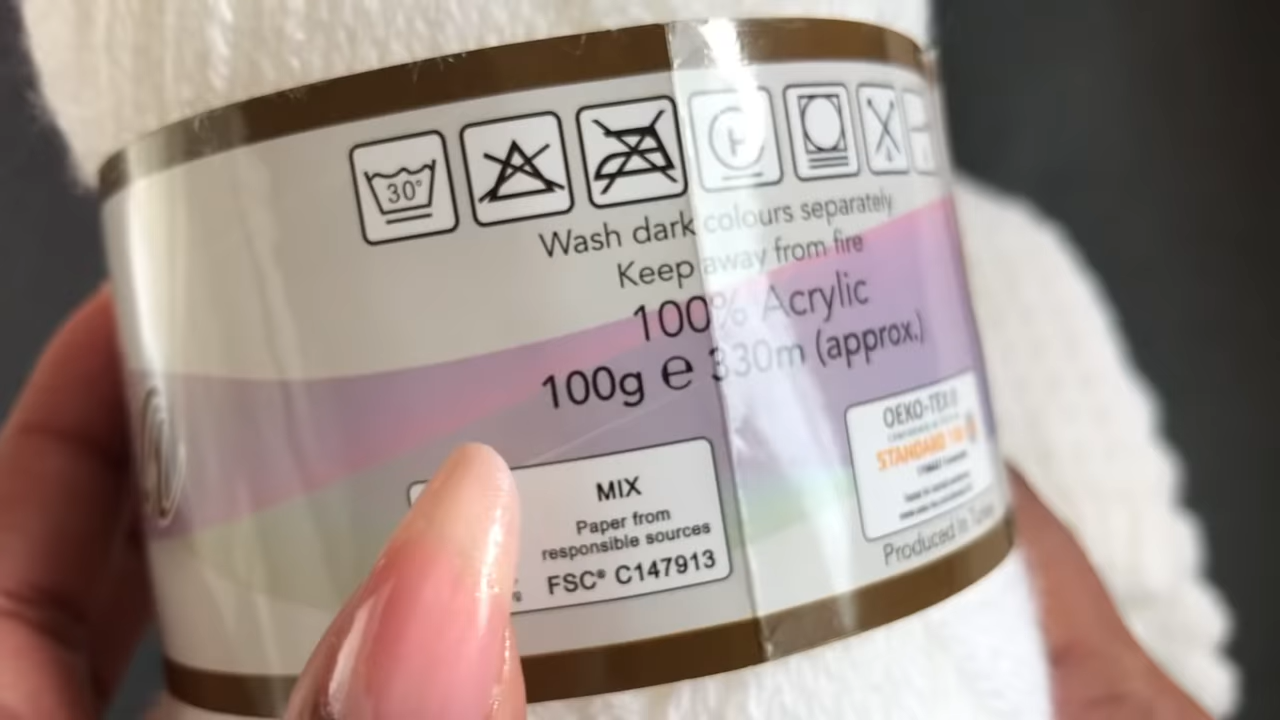 30°
Wash dark colours separately
Keep away from fire
100% Acrylic
100g e 330m (approx.)
MIX
Paper from
responsible sources
FSC® C147913
OEKO-TEX®
STANDARD 100
Produced in